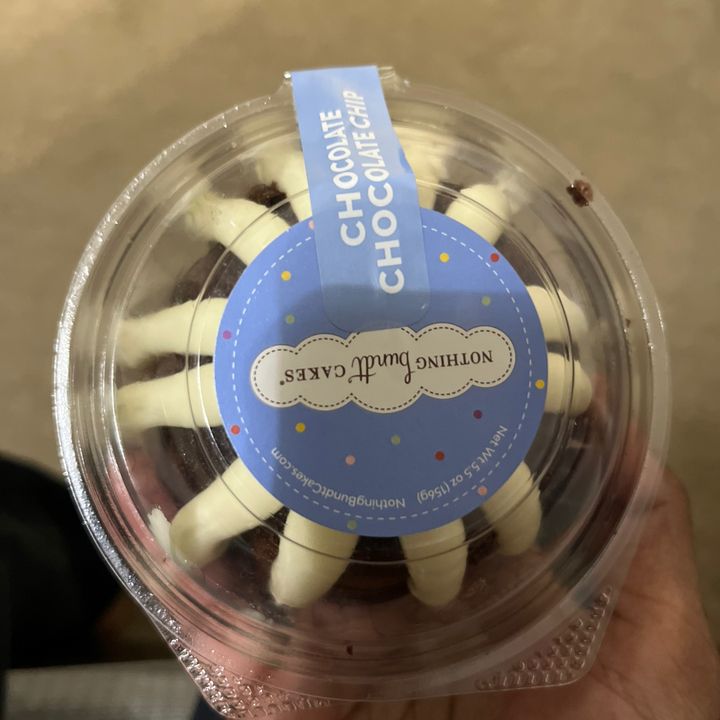 CHOCOLATE
CHOCOLATE CHIP
NOTHING bundt CAKES®
Net Wt 5.5 oz (156g)
NothingBundtCakes.com